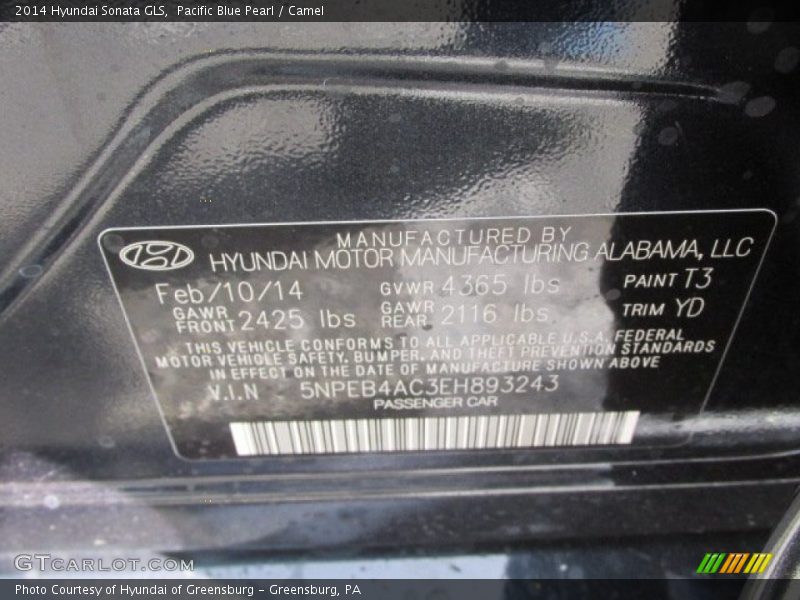 2014 Hyundai Sonata GLS, Pacific Blue Pearl / Camel
MANUFACTURED BY
HYUNDAI MOTOR MANUFACTURING ALABAMA, LLC
Feb/10/14 GVWR 4365 lbs PAINT T3
GAWR FRONT 2425 lbs GAWR REAR 2116 lbs TRIM YD
THIS VEHICLE CONFORMS TO ALL APPLICABLE U.S.A. FEDERAL
MOTOR VEHICLE SAFETY, BUMPER, AND THEFT PREVENTION STANDARDS
IN EFFECT ON THE DATE OF MANUFACTURE SHOWN ABOVE
V.I.N 5NPEB4AC3EH893243
PASSENGER CAR
GTCARLOT.COM
Photo Courtesy of Hyundai of Greensburg - Greensburg, PA